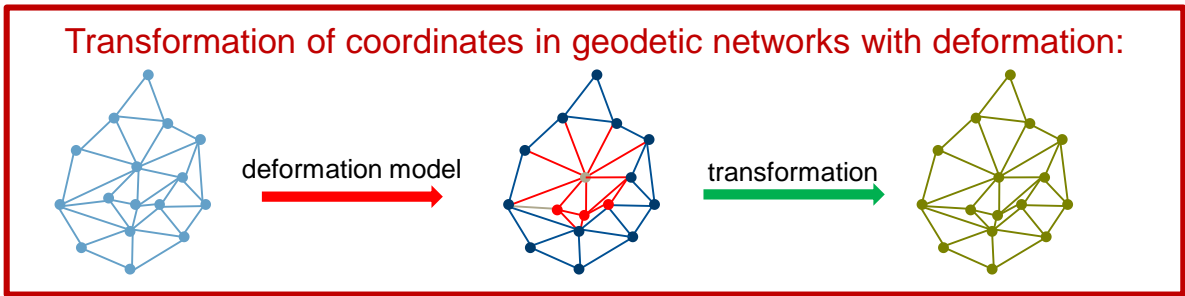 Transformation of coordinates in geodetic networks with deformation:
deformation model
transformation